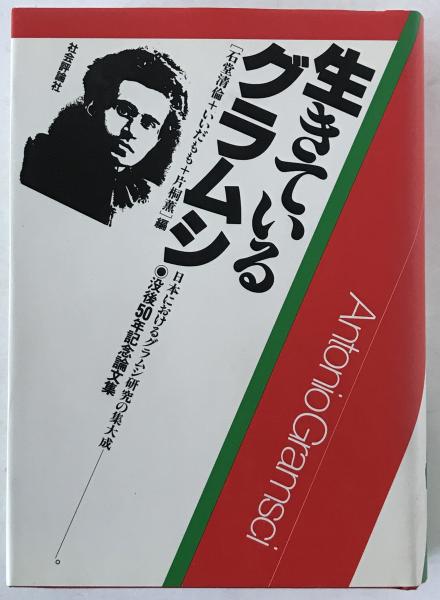 生きている
グラムシ
[石堂清倫+いいだもも+片桐薫]編
社会評論社
日本におけるグラムシ研究の集大成
●没後50年記念論文集
Antonio Gramsci